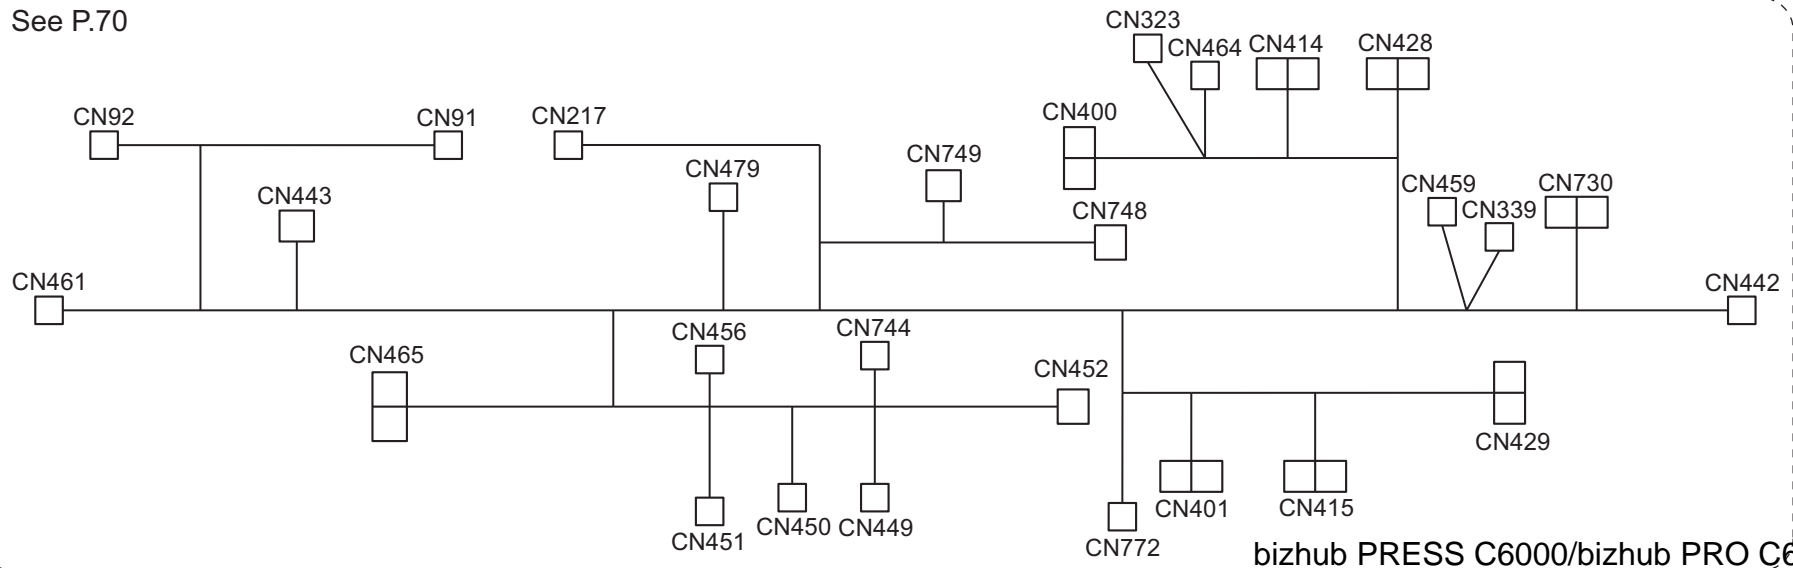 See P.70
CN323
CN464
CN414
CN428
CN400
CN92
CN91
CN217
CN749
CN479
CN443
CN748
CN459
CN339
CN730
CN461
CN442
CN456
CN744
CN465
CN452
CN429
CN451
CN450
CN449
CN401
CN415
CN772
bizhub PRESS C6000/bizhub PRO C6